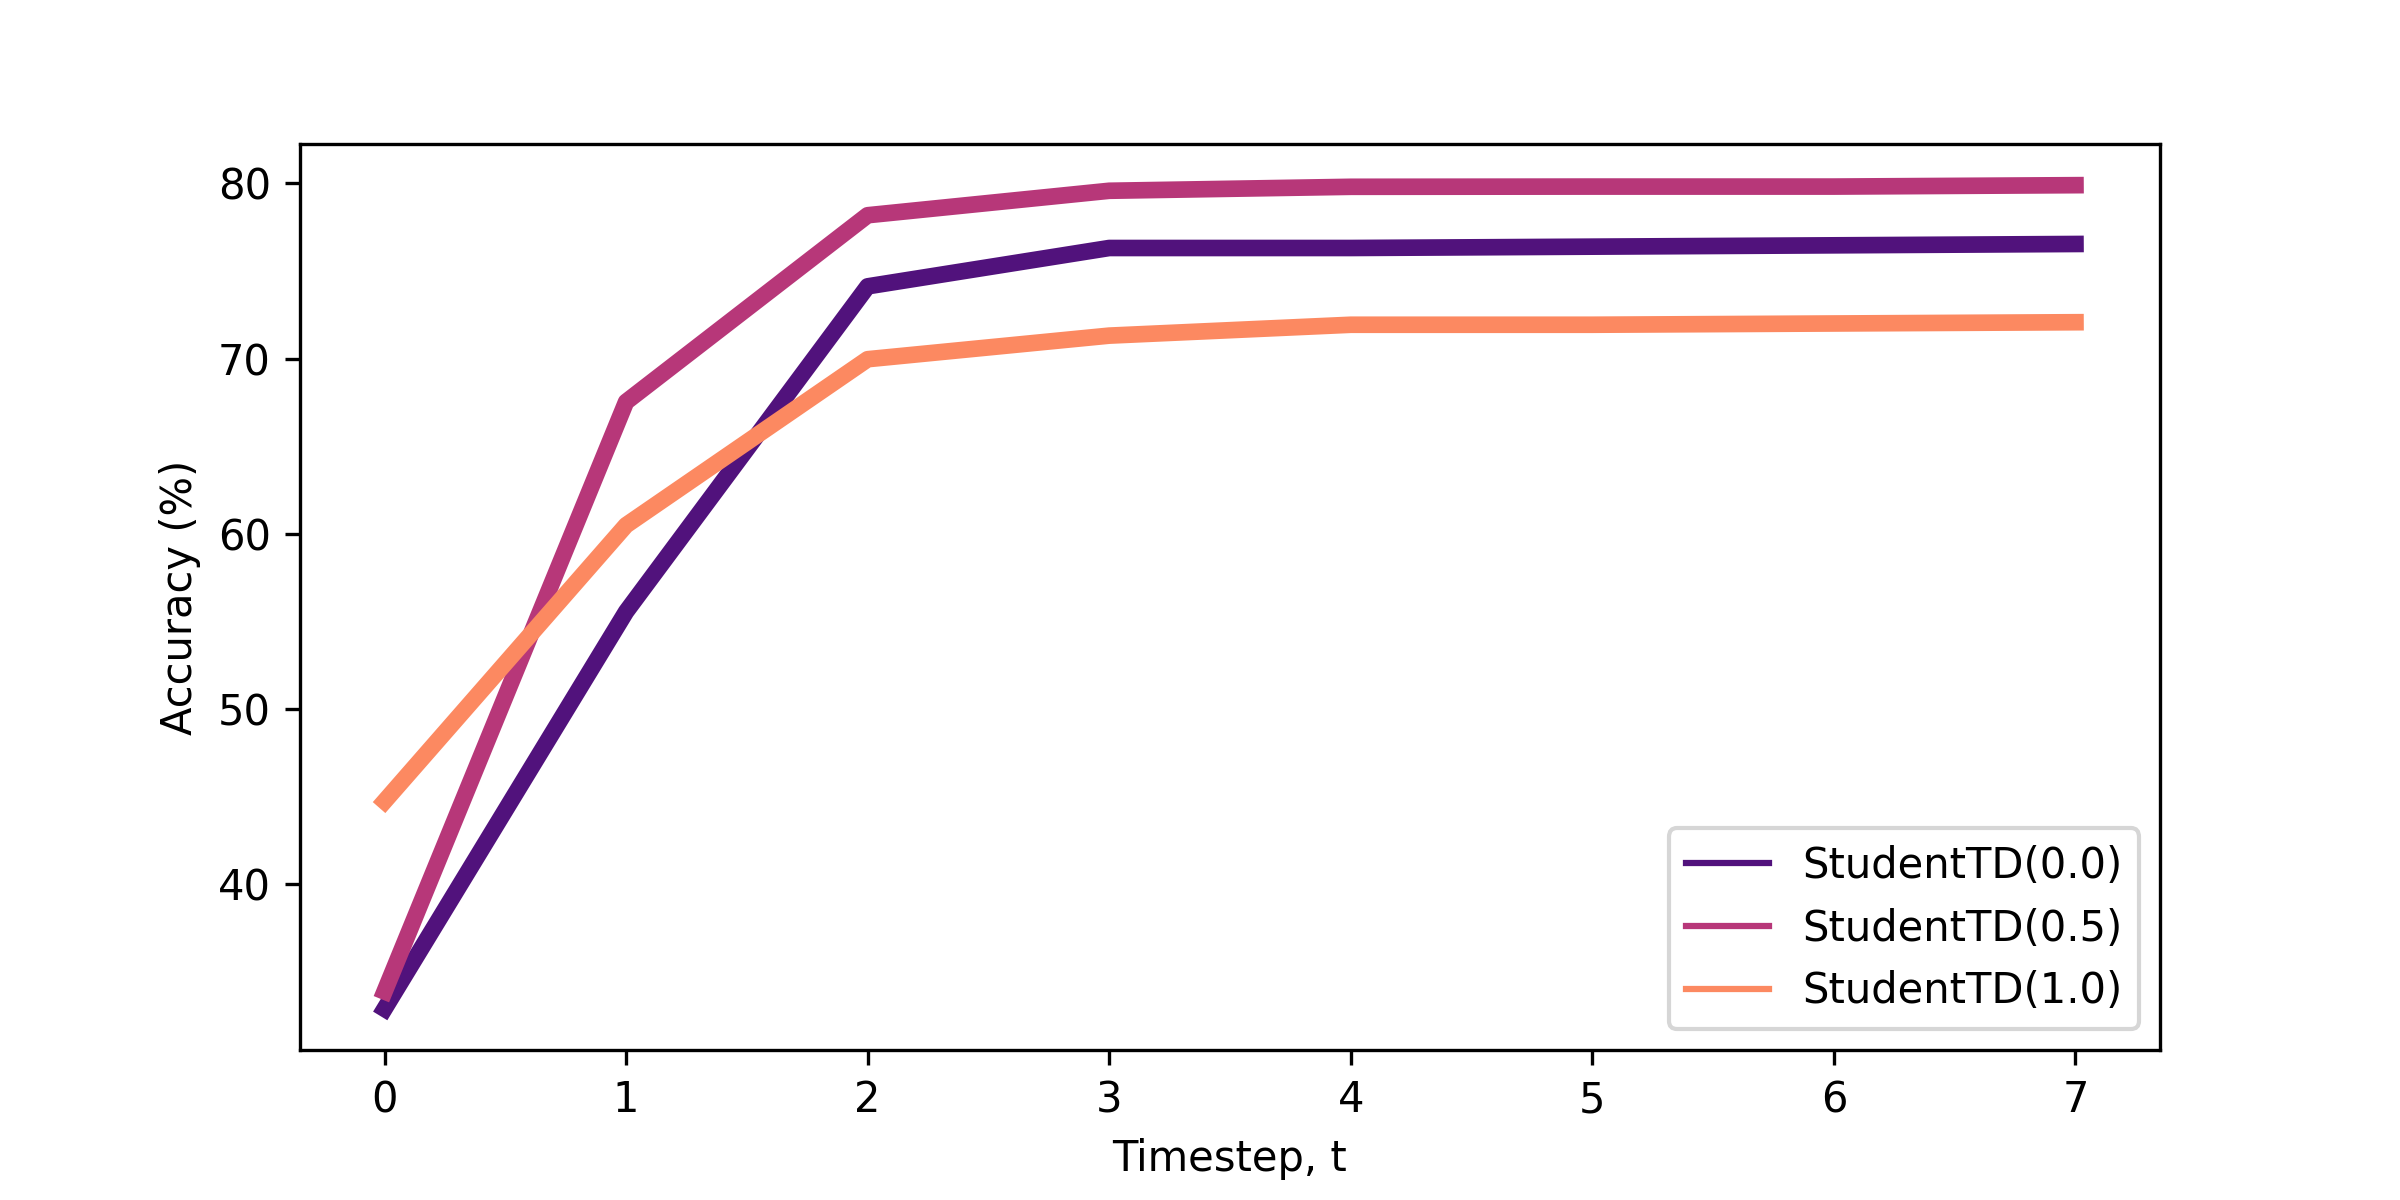 80
70
60
50
40
Accuracy (%)
0 1 2 3 4 5 6 7
Timestep, t
StudentTD(0.0)
StudentTD(0.5)
StudentTD(1.0)